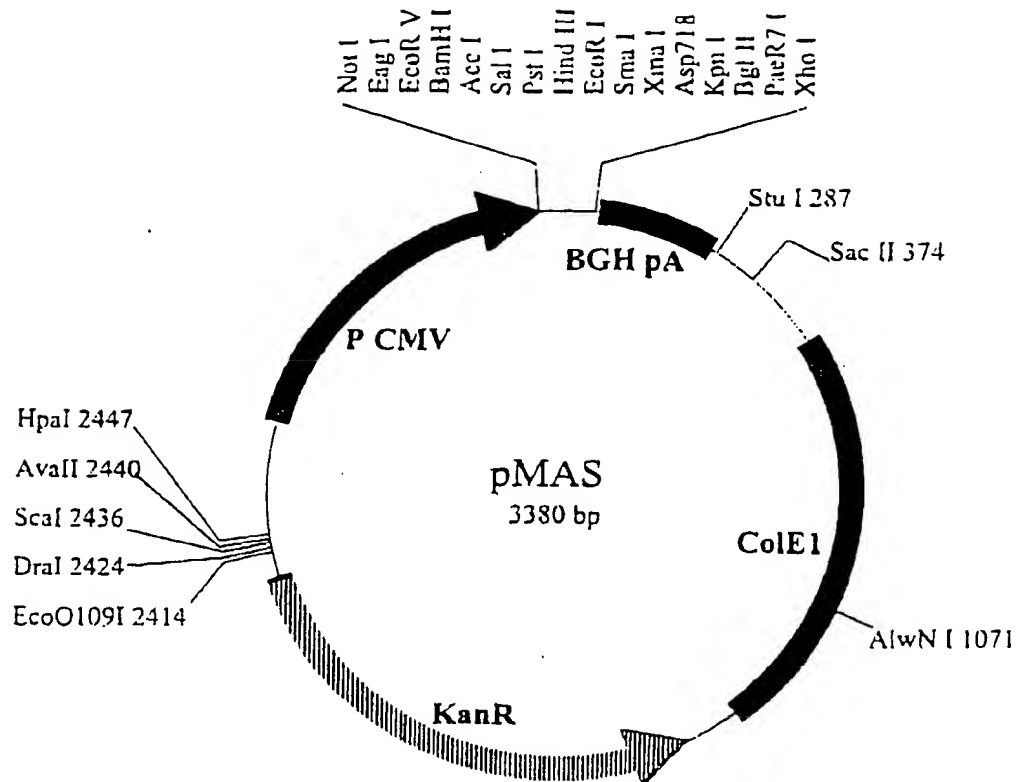 Not I
Eag I
EcoR V
BamH I
Acc I
Sal I
Pst I
Hind III
EcoR I
Sma I
Xma I
Asp718
Kpn I
Bgl II
PaeR7 I
Xho I
Stu I 287
Sac II 374
BGH pA
P CMV
HpaI 2447
AvaII 2440
ScaI 2436
DraI 2424
EcoO109I 2414
pMAS
3380 bp
ColE1
AlwN I 1071
KanR